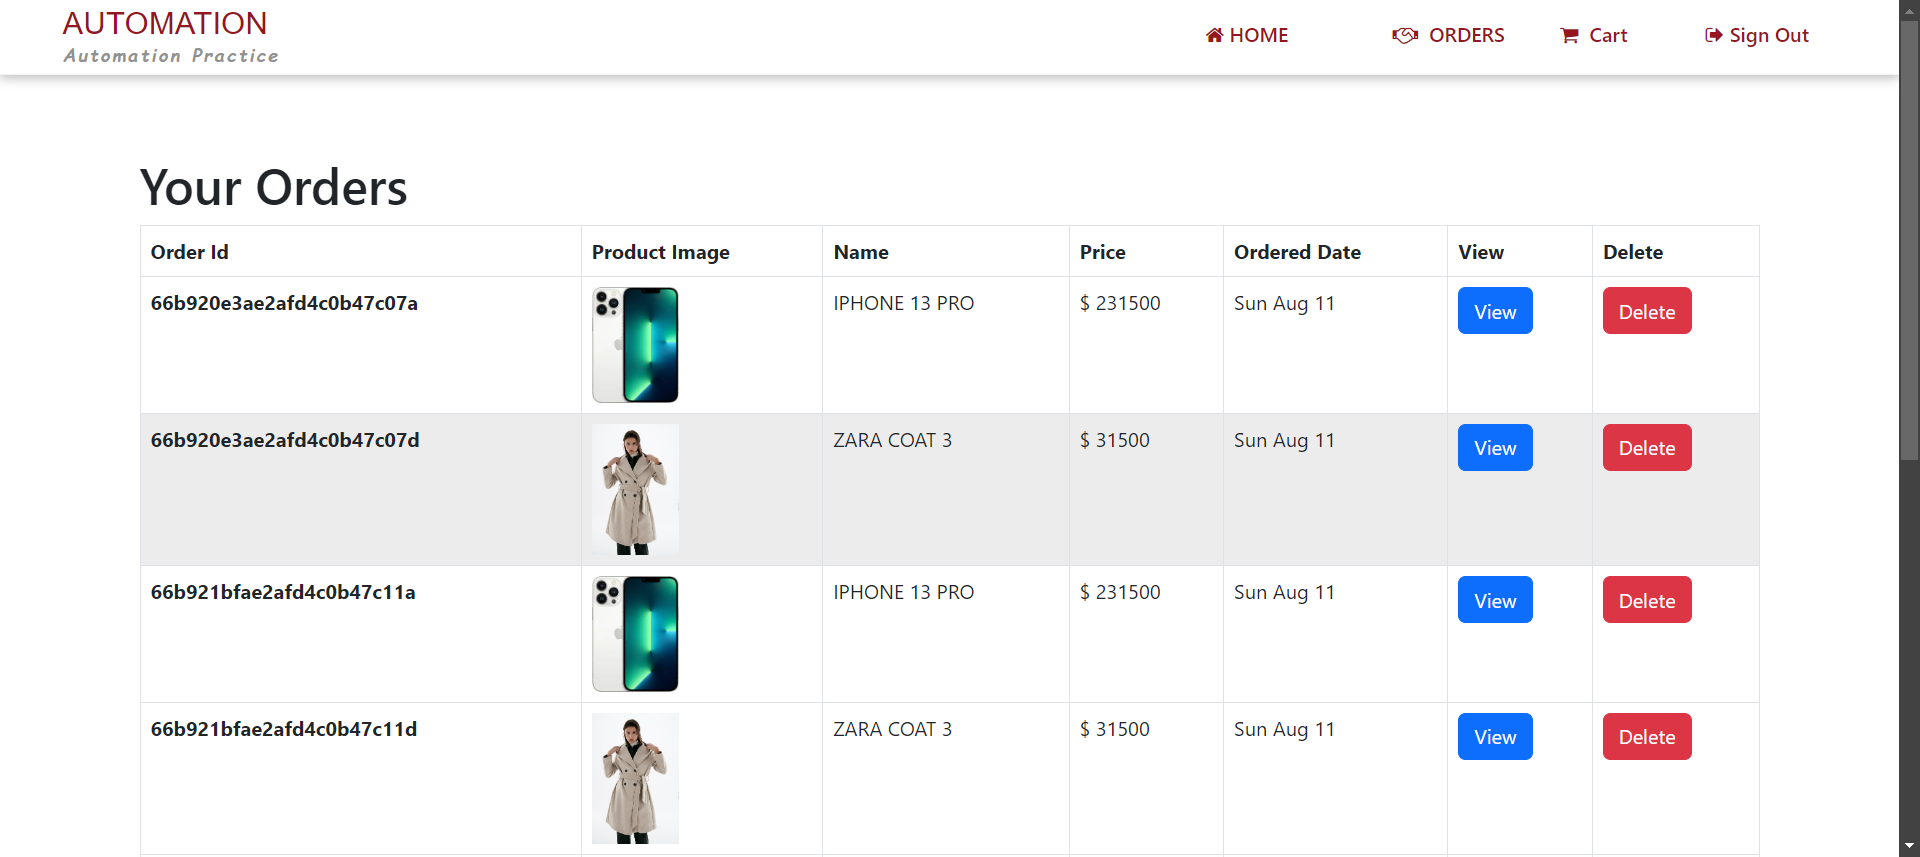 AUTOMATION
Automation Practice
HOME
ORDERS
Cart
Sign Out
Your Orders
Order Id Product Image Name Price Ordered Date View Delete
66b920e3ae2afd4c0b47c07a IPHONE 13 PRO $ 231500 Sun Aug 11 View Delete
66b920e3ae2afd4c0b47c07d ZARA COAT 3 $ 31500 Sun Aug 11 View Delete
66b921bfae2afd4c0b47c11a IPHONE 13 PRO $ 231500 Sun Aug 11 View Delete
66b921bfae2afd4c0b47c11d ZARA COAT 3 $ 31500 Sun Aug 11 View Delete